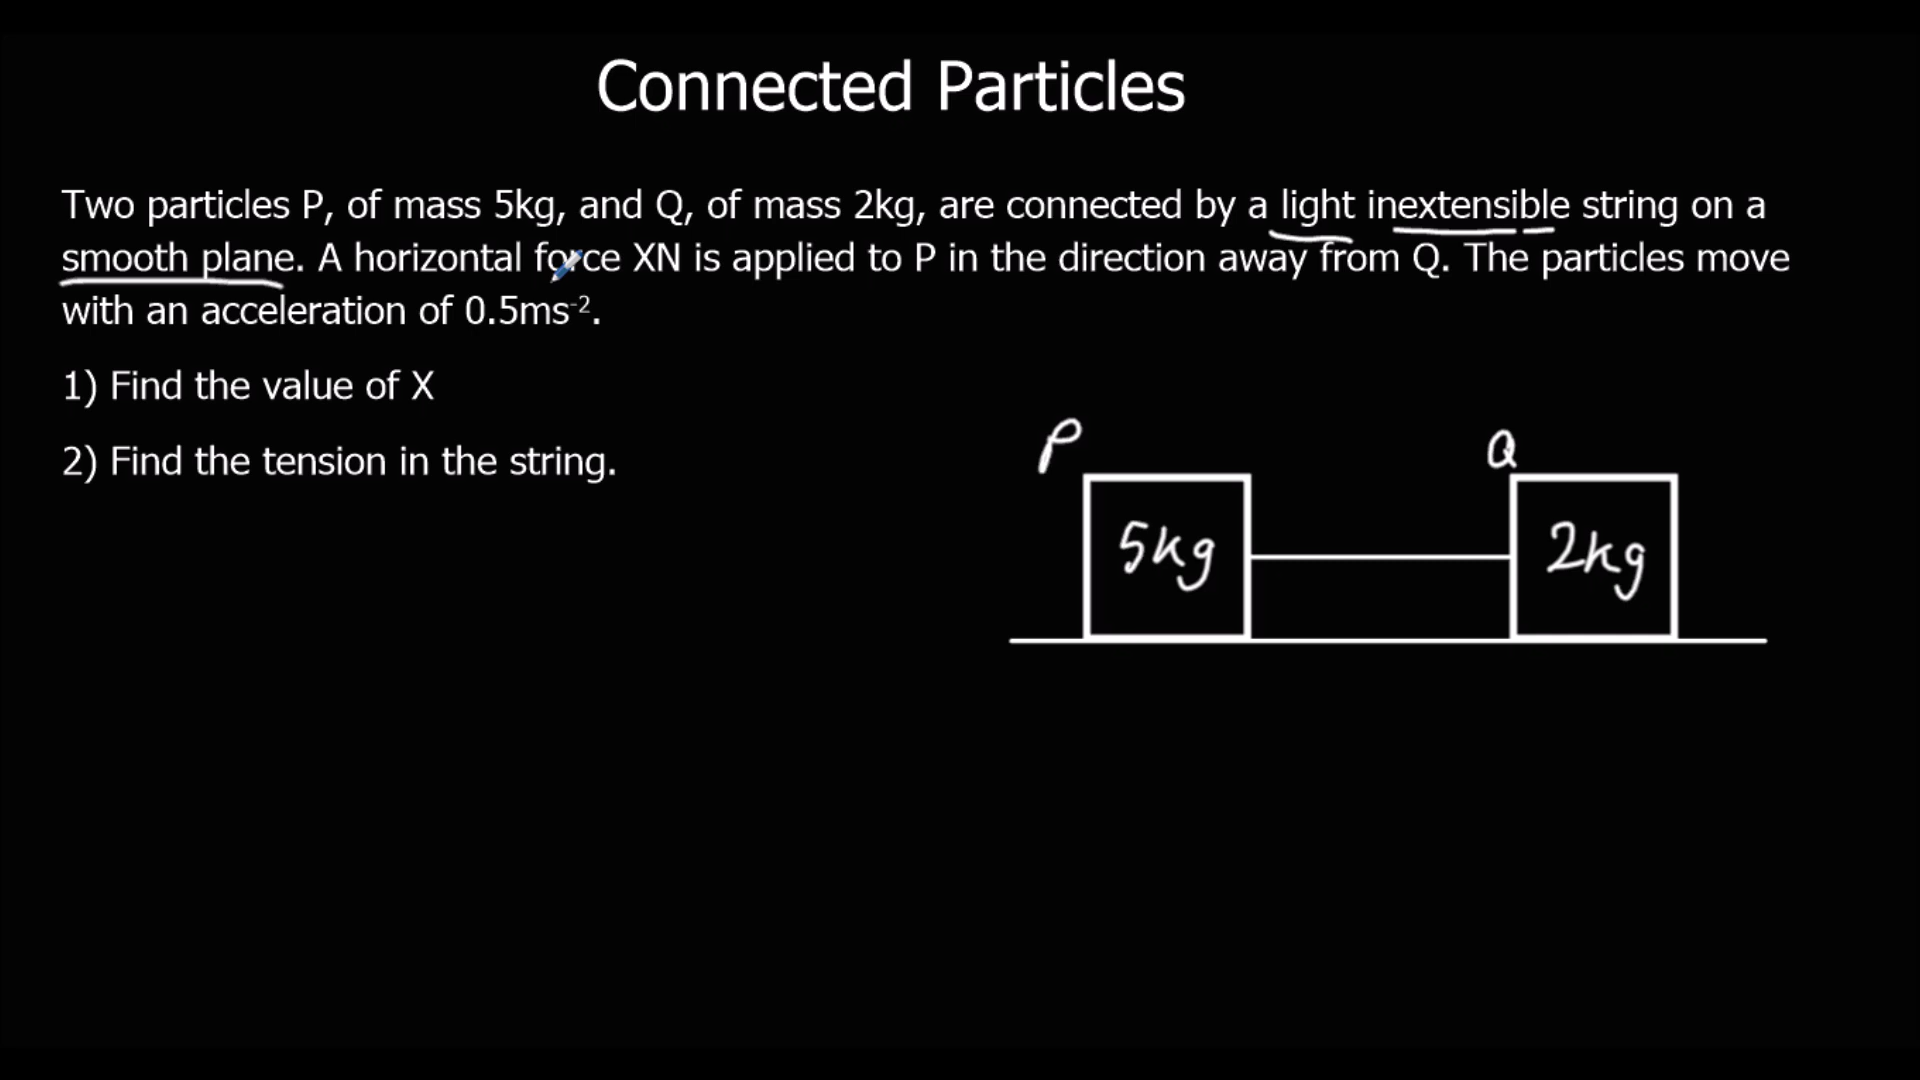 Connected Particles
Two particles P, of mass 5kg, and Q, of mass 2kg, are connected by a light inextensible string on a
smooth plane. A horizontal force XN is applied to P in the direction away from Q. The particles move
with an acceleration of 0.5ms⁻².
1) Find the value of X
2) Find the tension in the string.
P
Q
5kg
2kg